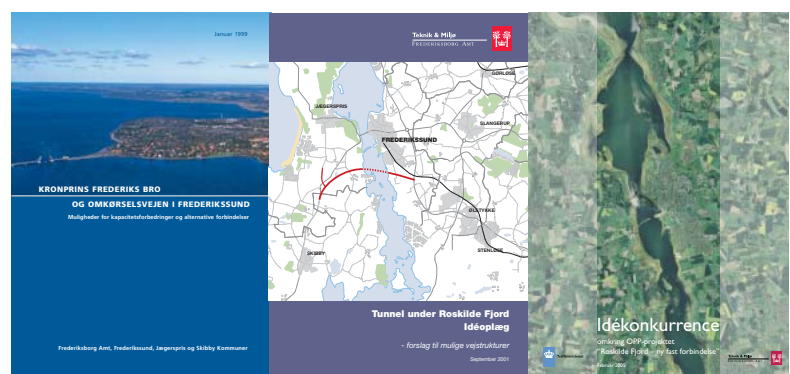 Januar 1999
KRONPRINS FREDERIKS BRO
OG OMKØRSELSVEJEN I FREDERIKSSUND
Muligheder for kapacitetsforbedringer og alternative forbindelser
Frederiksborg Amt, Frederikssund, Jægerspris og Skibby Kommuner
Teknik & Miljø
FREDERIKSBORG AMT
GØRLØSE
JÆGERSPRIS
SLANGERUP
FREDERIKSSUND
ØLSTYKKE
SKIBBY
STENLØSE
Tunnel under Roskilde Fjord
Idéoplæg
- forslag til mulige vejstrukturer
September 2001
Idékonkurrence
omkring OPP-projektet
"Roskilde Fjord – ny fast forbindelse"
Februar 2005